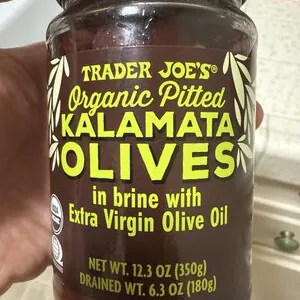 TRADER JOE'S®
Organic Pitted
KALAMATA
OLIVES
in brine with
Extra Virgin Olive Oil
NET WT. 12.3 OZ (350g)
DRAINED WT. 6.3 OZ (180g)